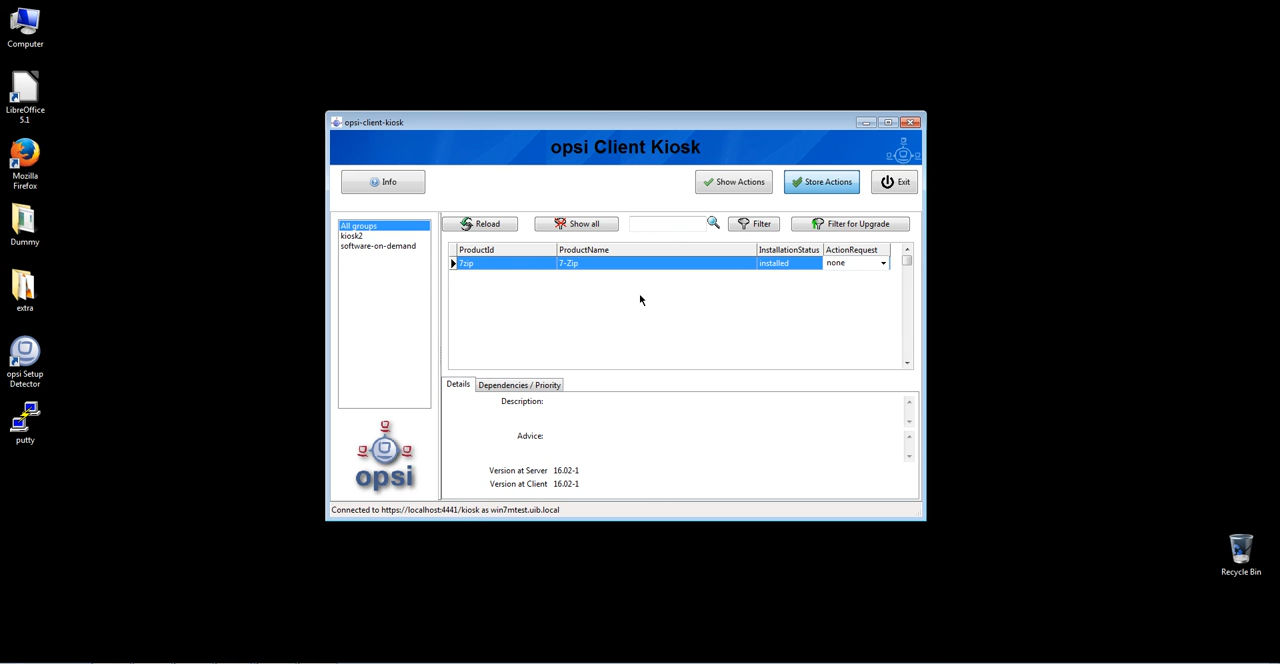 Computer
LibreOffice
5.1
Mozilla
Firefox
Dummy
extra
opsi Setup
Detector
putty
opsi-client-kiosk
opsi Client Kiosk
Info
Show Actions
Store Actions
Exit
All groups
kiosk2
software-on-demand
Reload
Show all
Filter
Filter for Upgrade
ProductId ProductName InstallationStatus ActionRequest
7zip 7-Zip installed none
Details
Dependencies / Priority
Description:
Advice:
Version at Server 16.02-1
Version at Client 16.02-1
opsi
Connected to https://localhost:4441/kiosk as win7mtest.uib.local
Recycle Bin